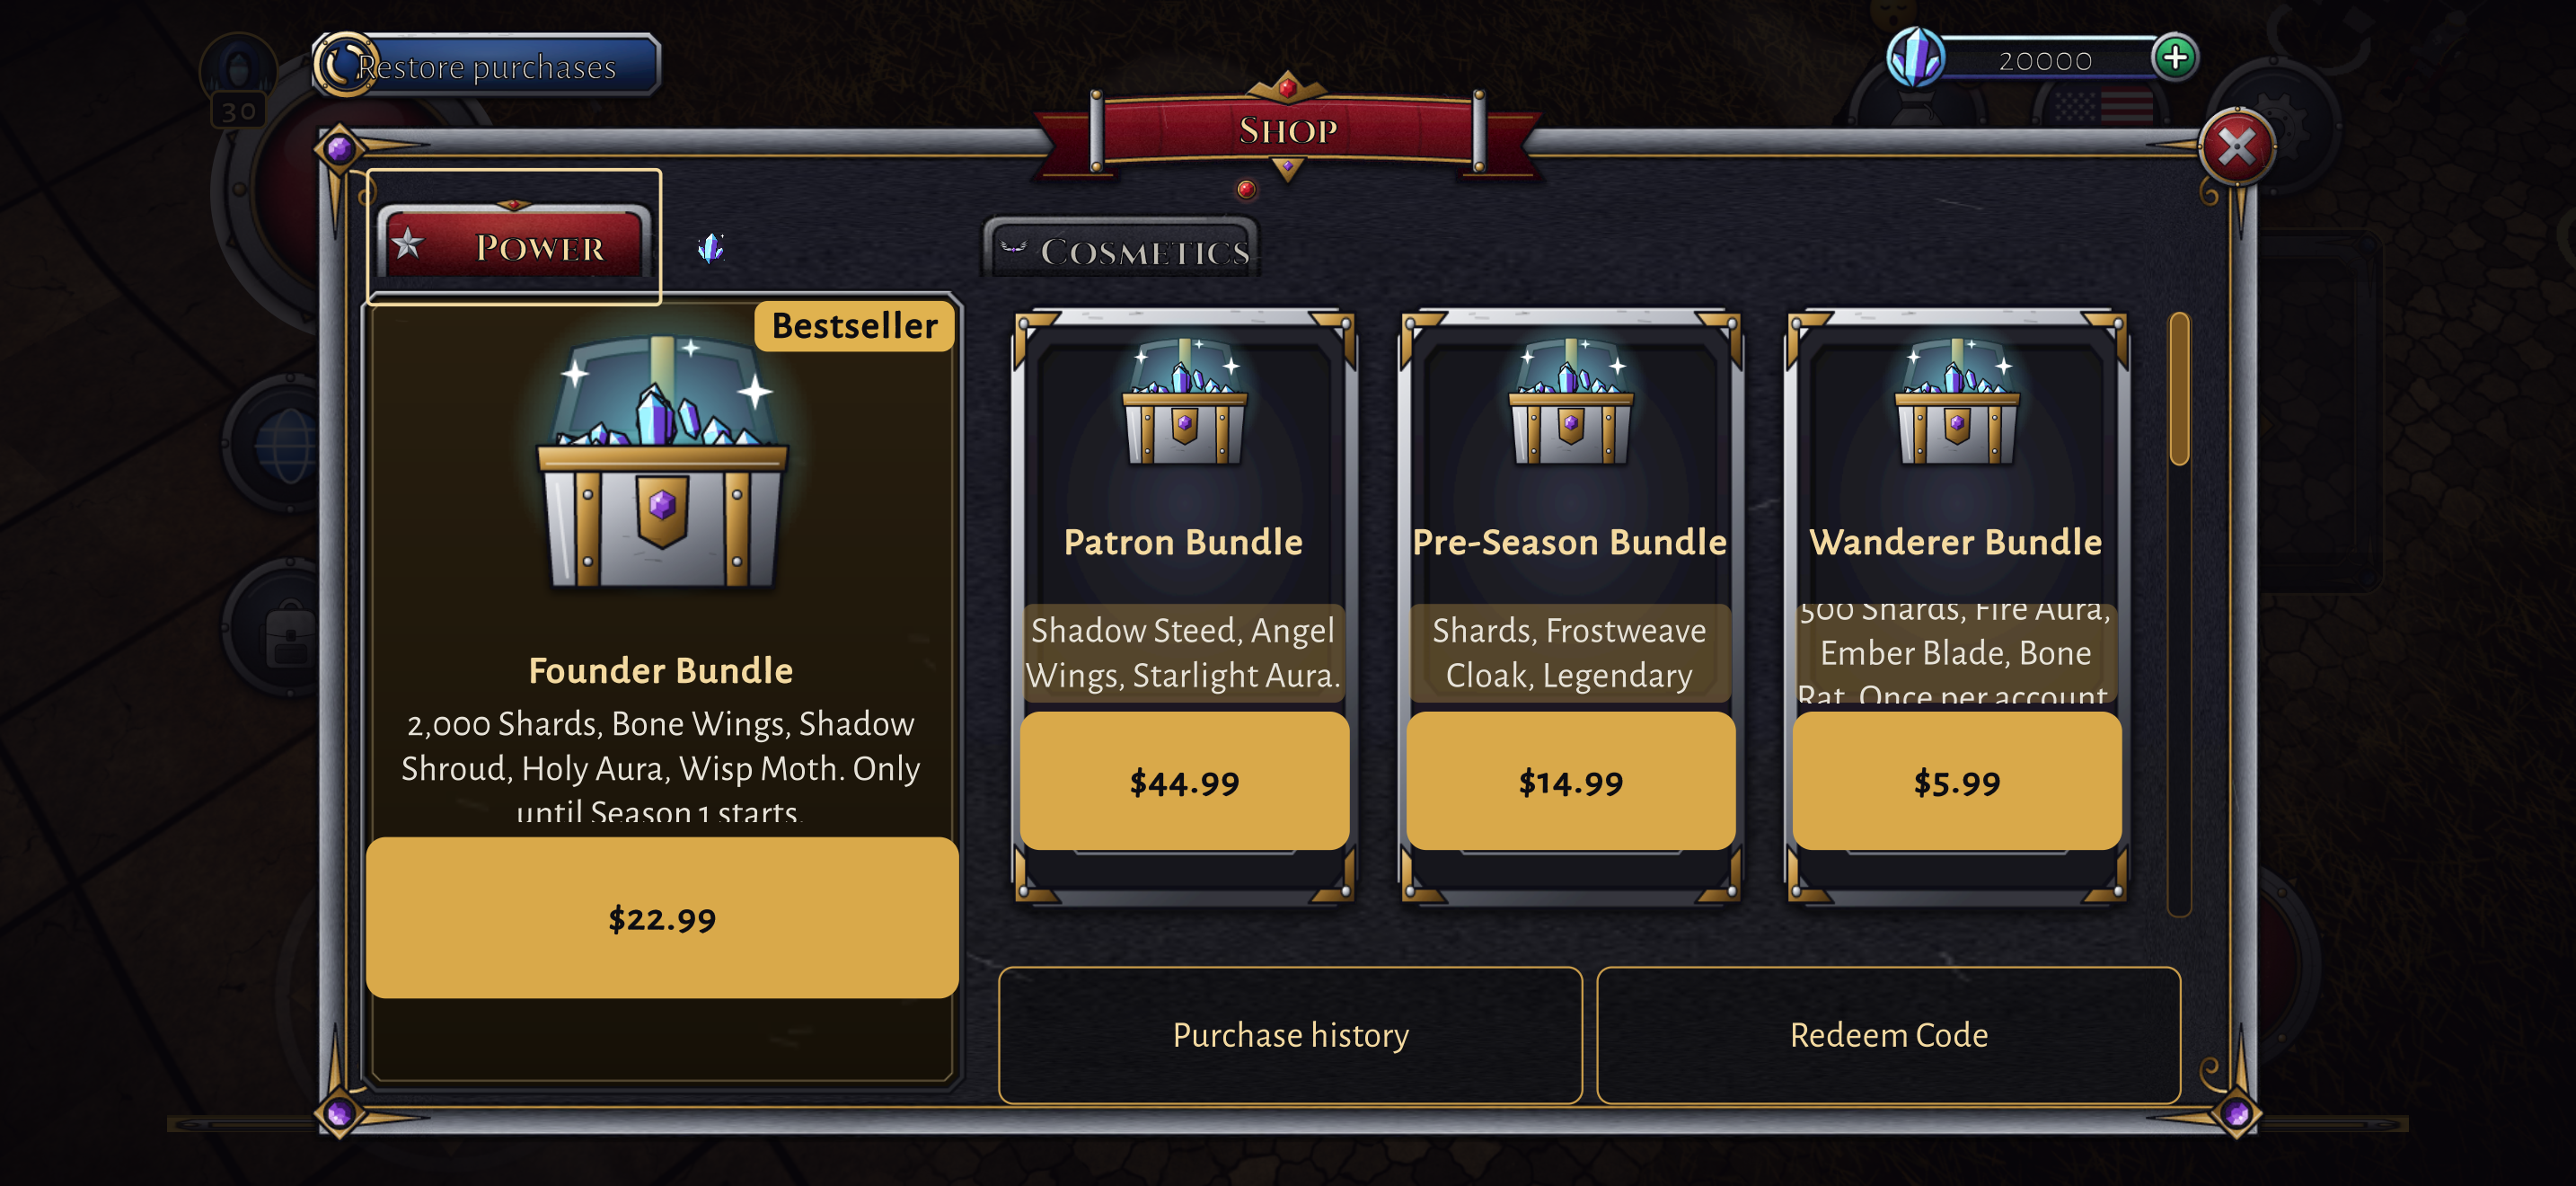 Restore purchases
20000
30
Shop
Power
Cosmetics
Bestseller
Founder Bundle
2,000 Shards, Bone Wings, Shadow
Shroud, Holy Aura, Wisp Moth. Only
until Season 1 starts.
$22.99
Patron Bundle
Shadow Steed, Angel
Wings, Starlight Aura.
$44.99
Pre-Season Bundle
Shards, Frostweave
Cloak, Legendary
$14.99
Wanderer Bundle
500 Shards, Fire Aura,
Ember Blade, Bone
Rat. Once per account.
$5.99
Purchase history
Redeem Code